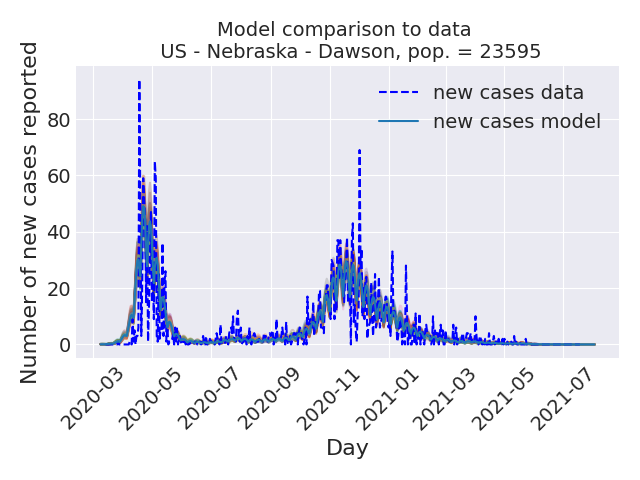 Model comparison to data
US - Nebraska - Dawson, pop. = 23595
Number of new cases reported
80
60
40
20
0
new cases data
new cases model
2020-03
2020-05
2020-07
2020-09
2020-11
2021-01
2021-03
2021-05
2021-07
Day